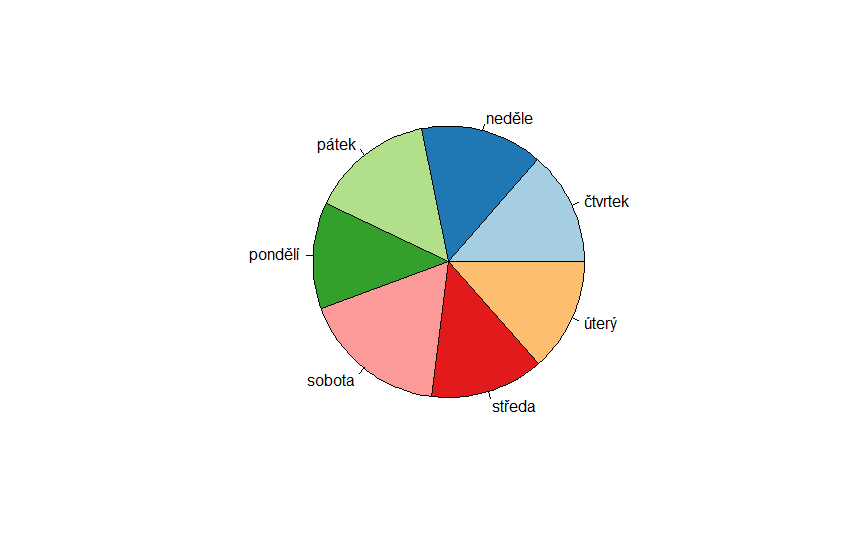 neděle
pátek
čtvrtek
pondělí
úterý
sobota
středa